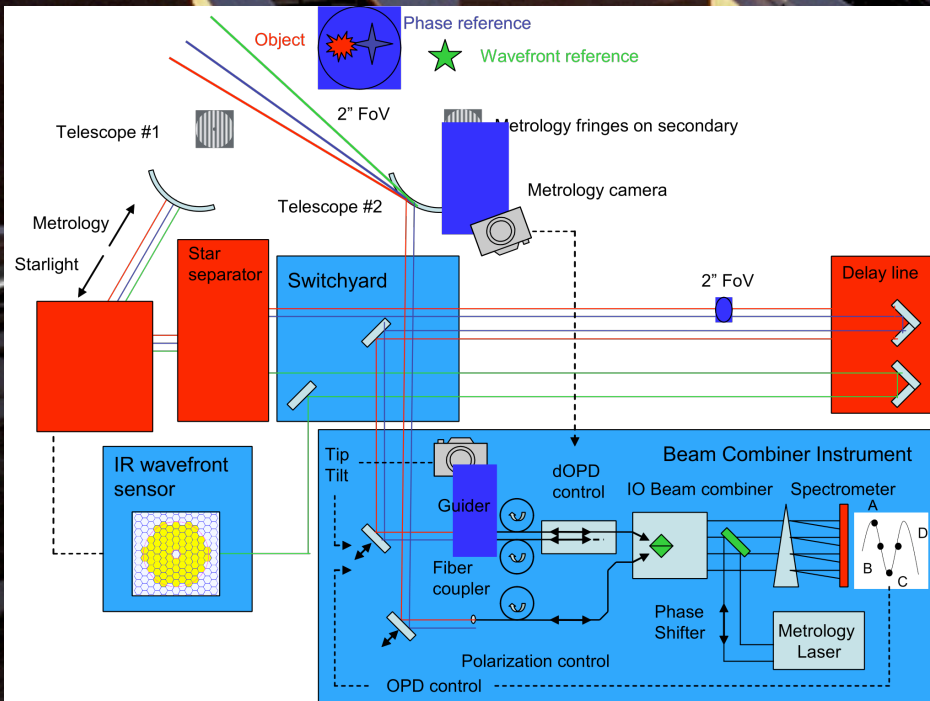 Phase reference
Object
Wavefront reference
2” FoV
Telescope #1
Metrology fringes on secondary
Metrology camera
Telescope #2
Metrology
Starlight
Star
separator
Switchyard
2” FoV
Delay line
IR wavefront
sensor
Tip
Tilt
Guider
Fiber
coupler
dOPD
control
Beam Combiner Instrument
IO Beam combiner
Spectrometer
A
D
B
C
Phase
Shifter
Metrology
Laser
Polarization control
OPD control